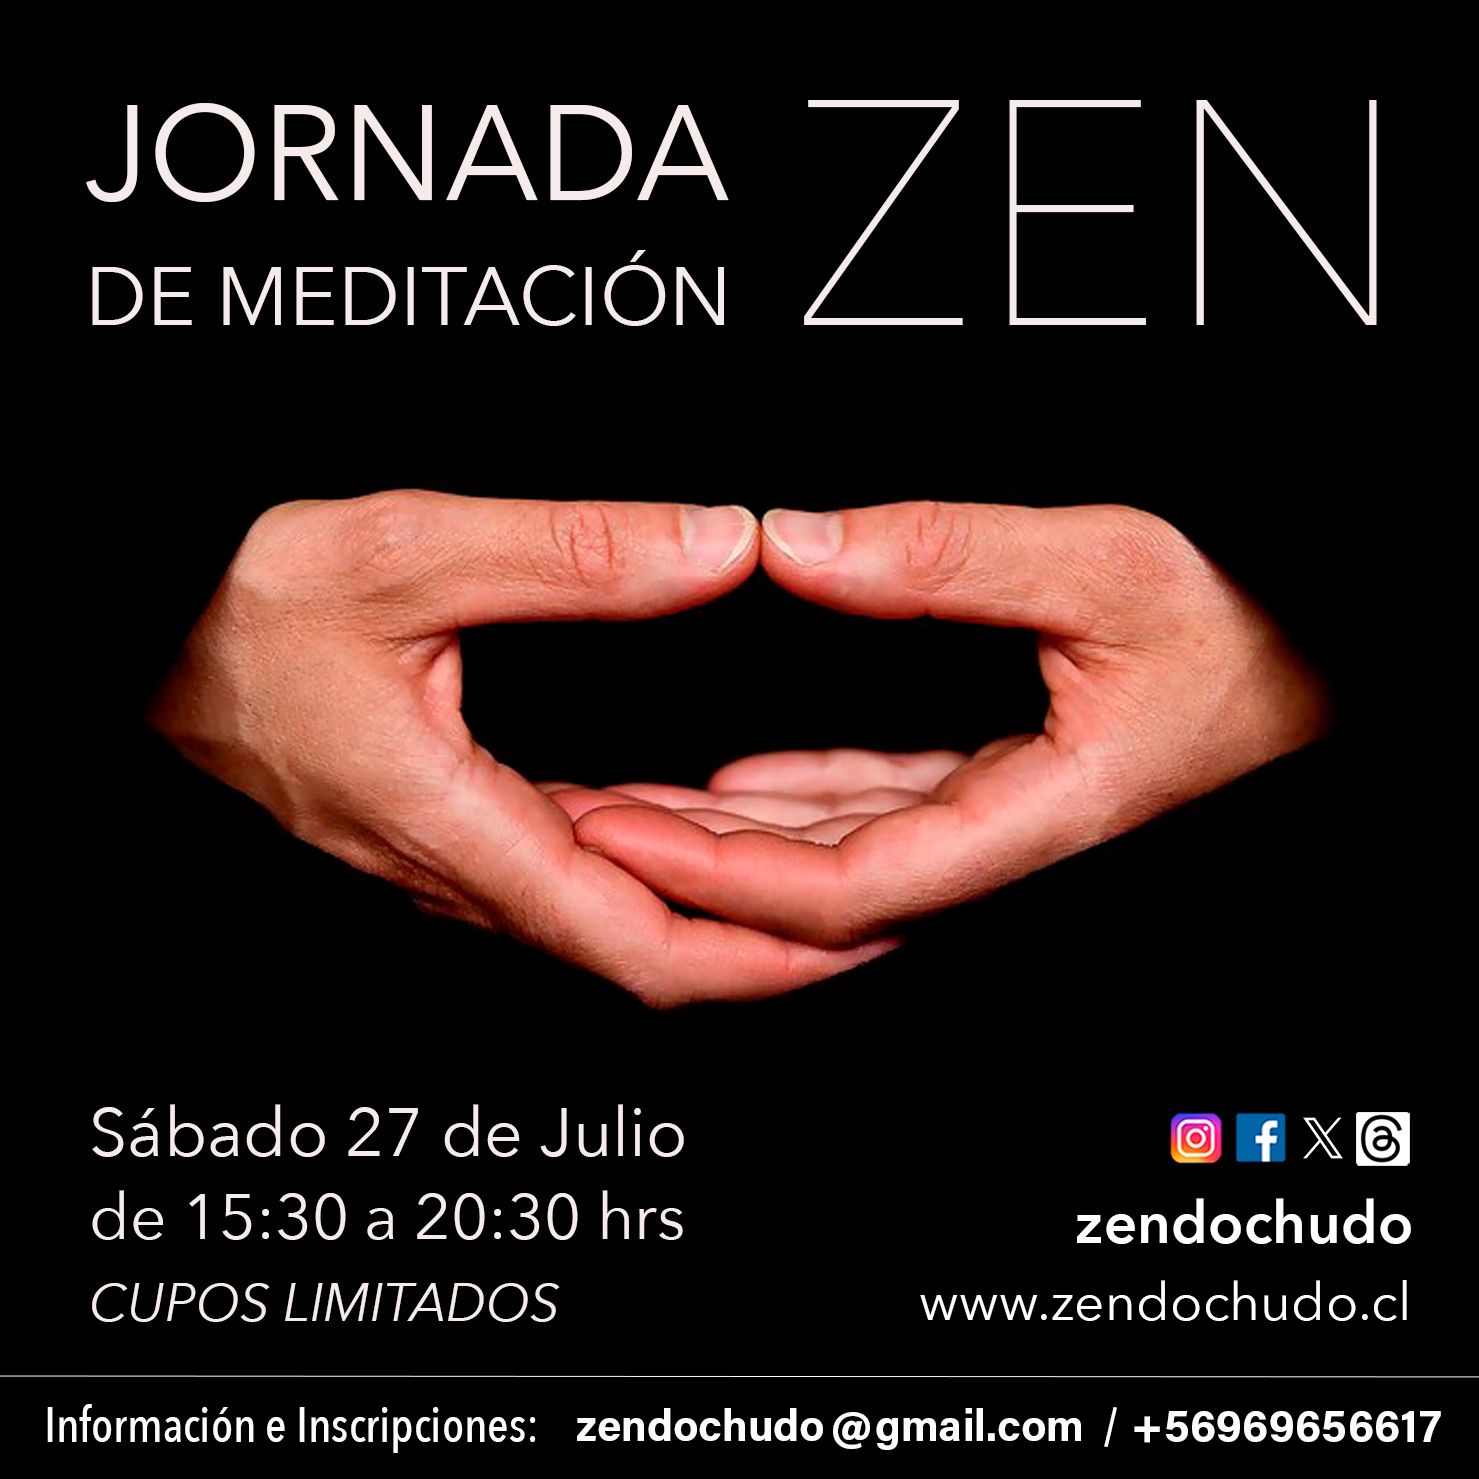 JORNADA ZEN
DE MEDITACIÓN
Sábado 27 de Julio
de 15:30 a 20:30 hrs
CUPOS LIMITADOS
zendochudo
www.zendochudo.cl
Información e Inscripciones: zendochudo@gmail.com / +56969656617